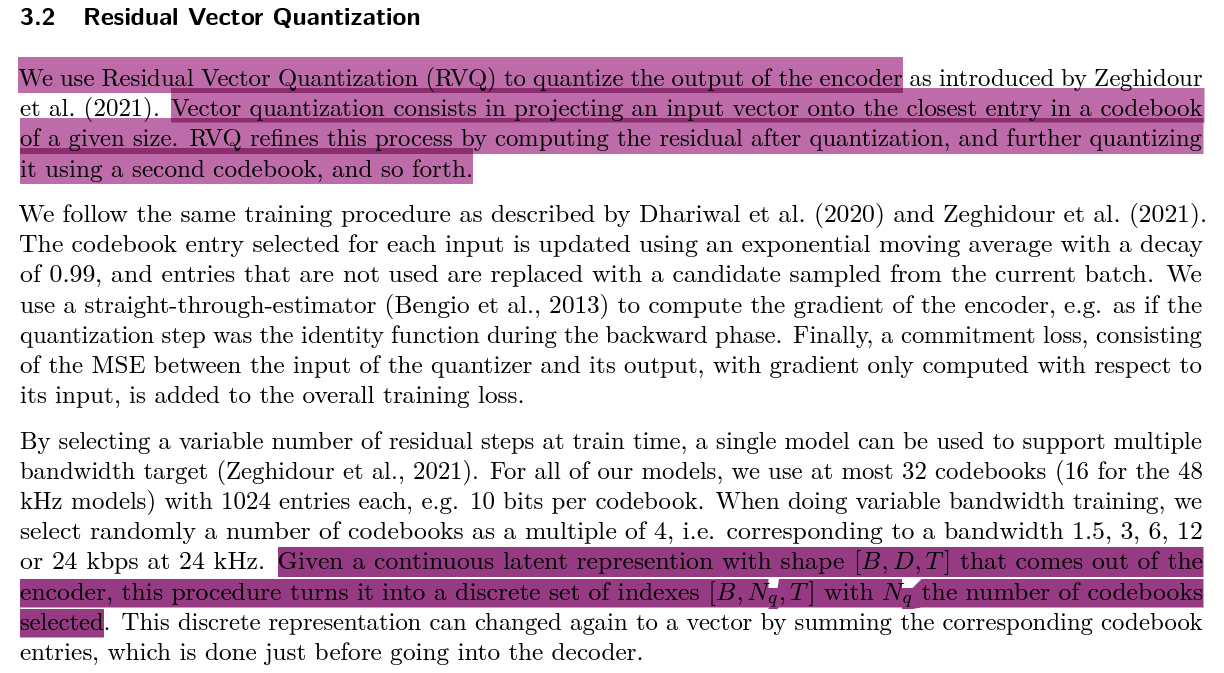 3.2 Residual Vector Quantization
We use Residual Vector Quantization (RVQ) to quantize the output of the encoder as introduced by Zeghidour
et al. (2021). Vector quantization consists in projecting an input vector onto the closest entry in a codebook
of a given size. RVQ refines this process by computing the residual after quantization, and further quantizing
it using a second codebook, and so forth.
We follow the same training procedure as described by Dhariwal et al. (2020) and Zeghidour et al. (2021).
The codebook entry selected for each input is updated using an exponential moving average with a decay
of 0.99, and entries that are not used are replaced with a candidate sampled from the current batch. We
use a straight-through-estimator (Bengio et al., 2013) to compute the gradient of the encoder, e.g. as if the
quantization step was the identity function during the backward phase. Finally, a commitment loss, consisting
of the MSE between the input of the quantizer and its output, with gradient only computed with respect to
its input, is added to the overall training loss.
By selecting a variable number of residual steps at train time, a single model can be used to support multiple
bandwidth target (Zeghidour et al., 2021). For all of our models, we use at most 32 codebooks (16 for the 48
kHz models) with 1024 entries each, e.g. 10 bits per codebook. When doing variable bandwidth training, we
select randomly a number of codebooks as a multiple of 4, i.e. corresponding to a bandwidth 1.5, 3, 6, 12
or 24 kbps at 24 kHz. Given a continuous latent represention with shape [B, D, T] that comes out of the
encoder, this procedure turns it into a discrete set of indexes [B, N_q, T] with N_q the number of codebooks
selected. This discrete representation can changed again to a vector by summing the corresponding codebook
entries, which is done just before going into the decoder.